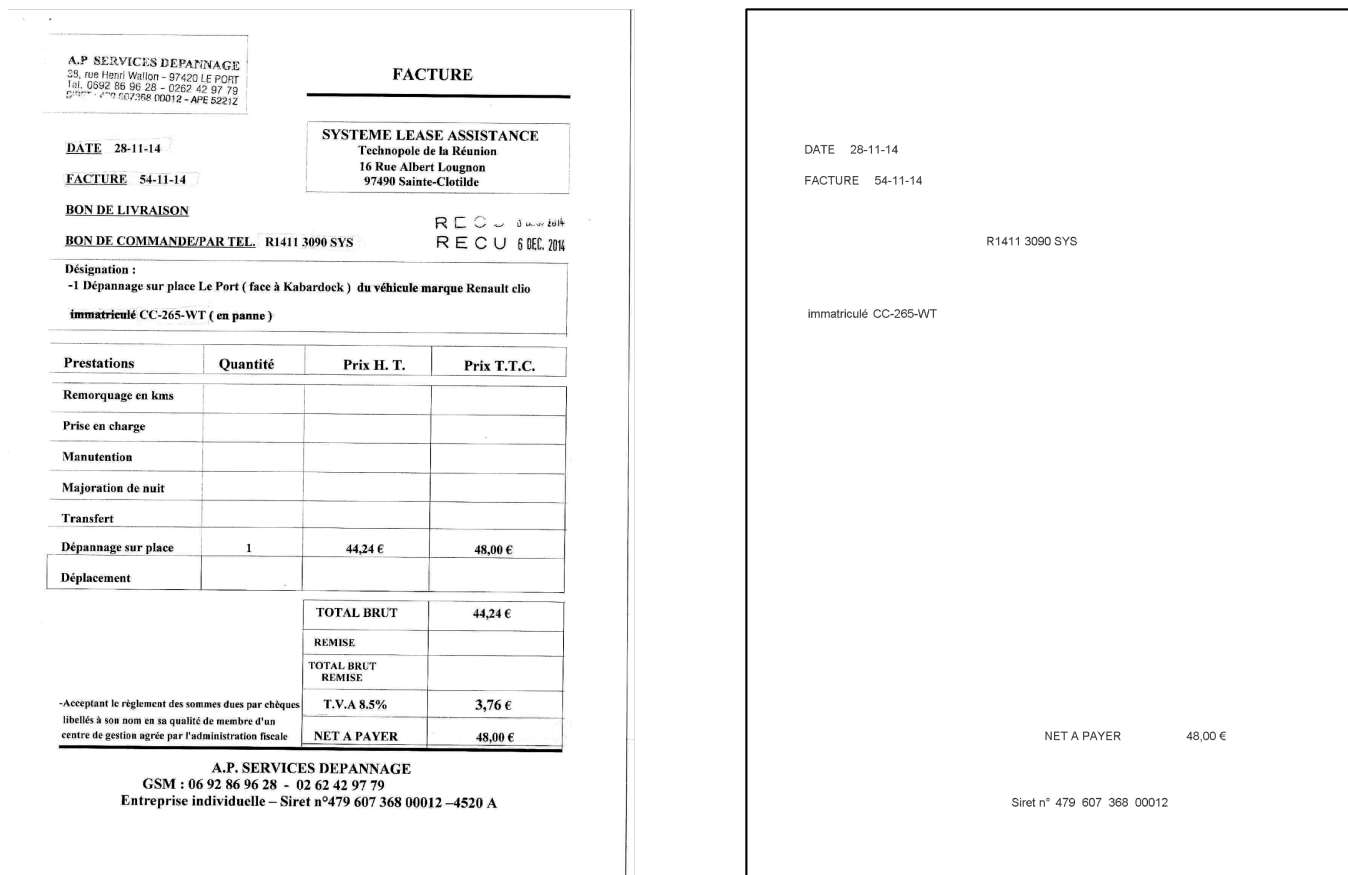 A.P SERVICES DEPANNAGE
38, rue Henri Wallon - 97420 LE PORT
Tel. 0692 86 96 28 - 0262 42 97 79
607368 00012 - APE 5221Z
FACTURE
SYSTEME LEASE ASSISTANCE
Technopole de la Réunion
16 Rue Albert Lougnon
97490 Sainte-Clotilde
DATE 28-11-14
FACTURE 54-11-14
BON DE LIVRAISON
BON DE COMMANDE/PAR TEL. R1411 3090 SYS
2014
RECU 6 DEC. 2014
Désignation :
-1 Dépannage sur place Le Port ( face à Kabardock ) du véhicule marque Renault clio
immatriculé CC-265-WT ( en panne )
Prestations Quantité Prix H. T. Prix T.T.C.
Remorquage en kms
Prise en charge
Manutention
Majoration de nuit
Transfert
Dépannage sur place 1 44,24 € 48,00 €
Déplacement
TOTAL BRUT 44,24 €
REMISE
TOTAL BRUT
REMISE
T.V.A 8.5% 3,76 €
NET A PAYER 48,00 €
-Acceptant le règlement des sommes dues par chèques
libellés à son nom en sa qualité de membre d'un
centre de gestion agrée par l'administration fiscale
A.P. SERVICES DEPANNAGE
GSM : 06 92 86 96 28 - 02 62 42 97 79
Entreprise individuelle – Siret n°479 607 368 00012 –4520 A
DATE 28-11-14
FACTURE 54-11-14
R1411 3090 SYS
immatriculé CC-265-WT
NET A PAYER 48,00 €
Siret n° 479 607 368 00012